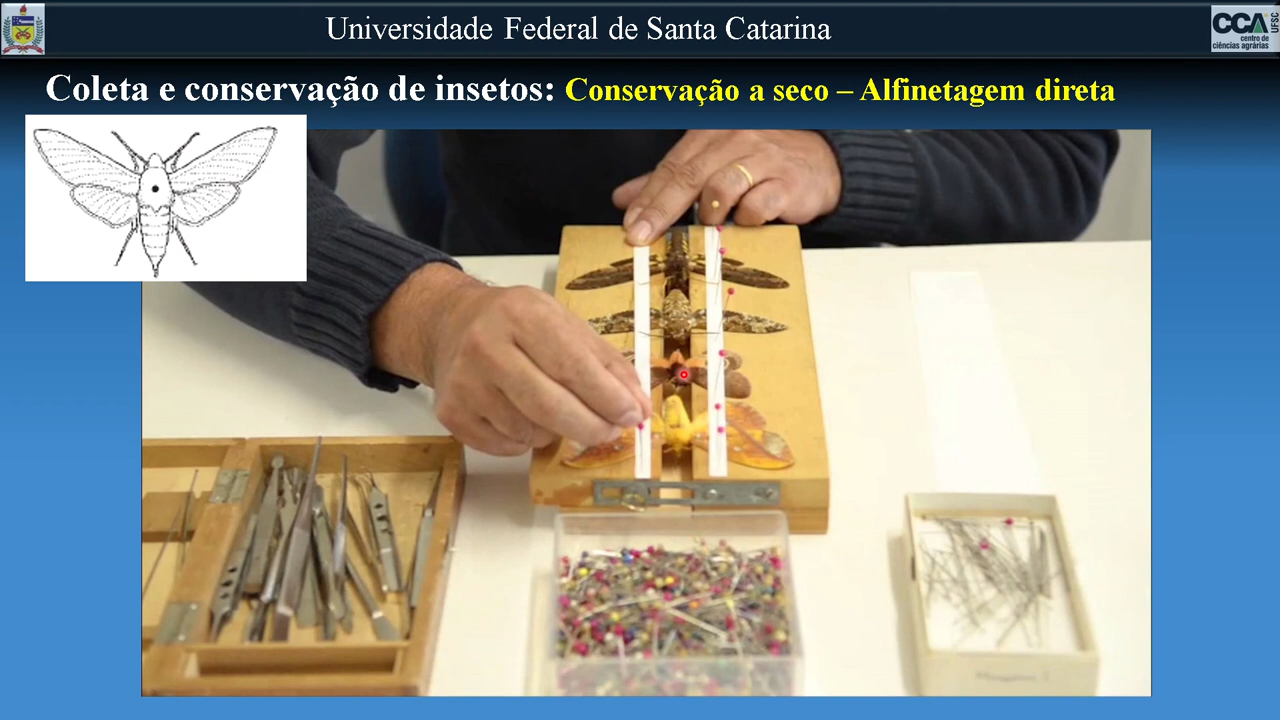 Universidade Federal de Santa Catarina
CCA
UFSC
centro de
ciências agrárias
Coleta e conservação de insetos: Conservação a seco – Alfinetagem direta